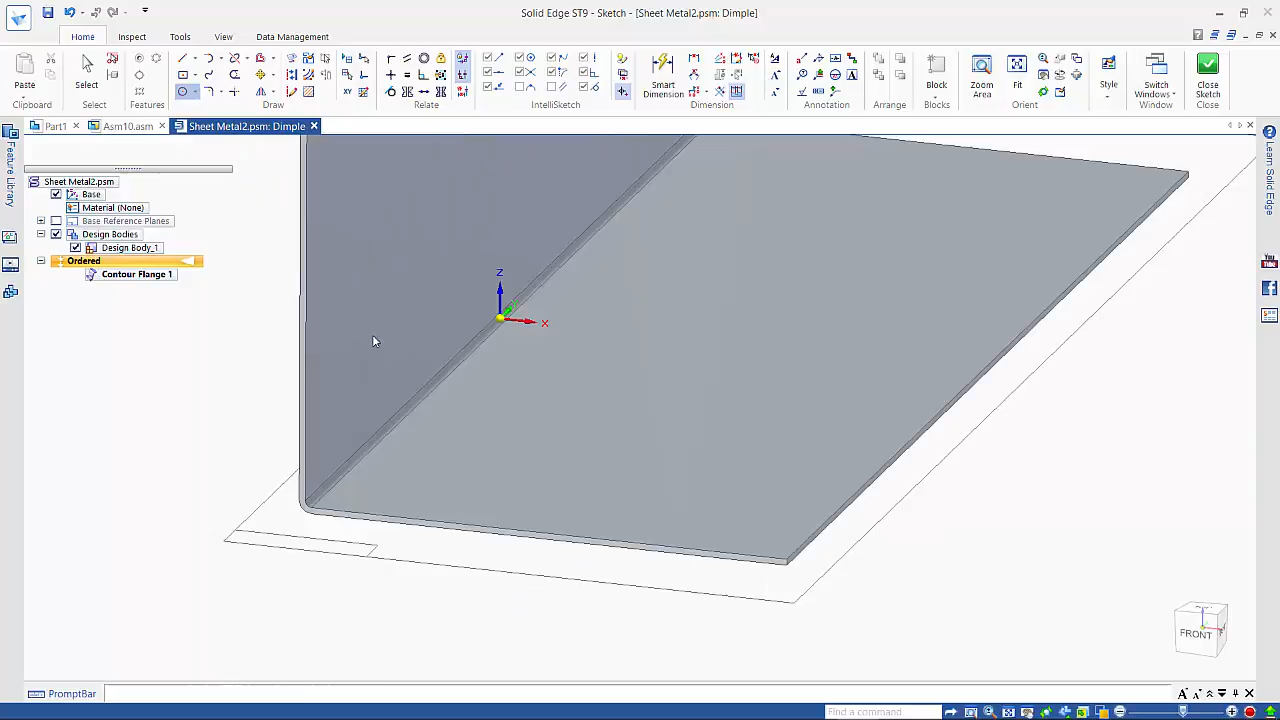 Solid Edge ST9 - Sketch - [Sheet Metal2.psm: Dimple]
Home Inspect Tools View Data Management
Paste
Clipboard
Select
Select
Features
Draw
Relate
IntelliSketch
Smart Dimension
Dimension
Annotation
Arrange
Block
Blocks
Zoom Area
Fit
Orient
Style
Style
Switch Windows
Window
Close Sketch
Close
Part1
Asm10.asm
Sheet Metal2.psm: Dimple
Feature Library
Learn Solid Edge
You
Sheet Metal2.psm
Base
Material (None)
Base Reference Planes
Design Bodies
Design Body_1
Ordered
Contour Flange 1
Z
X
FRONT
PromptBar
Find a command